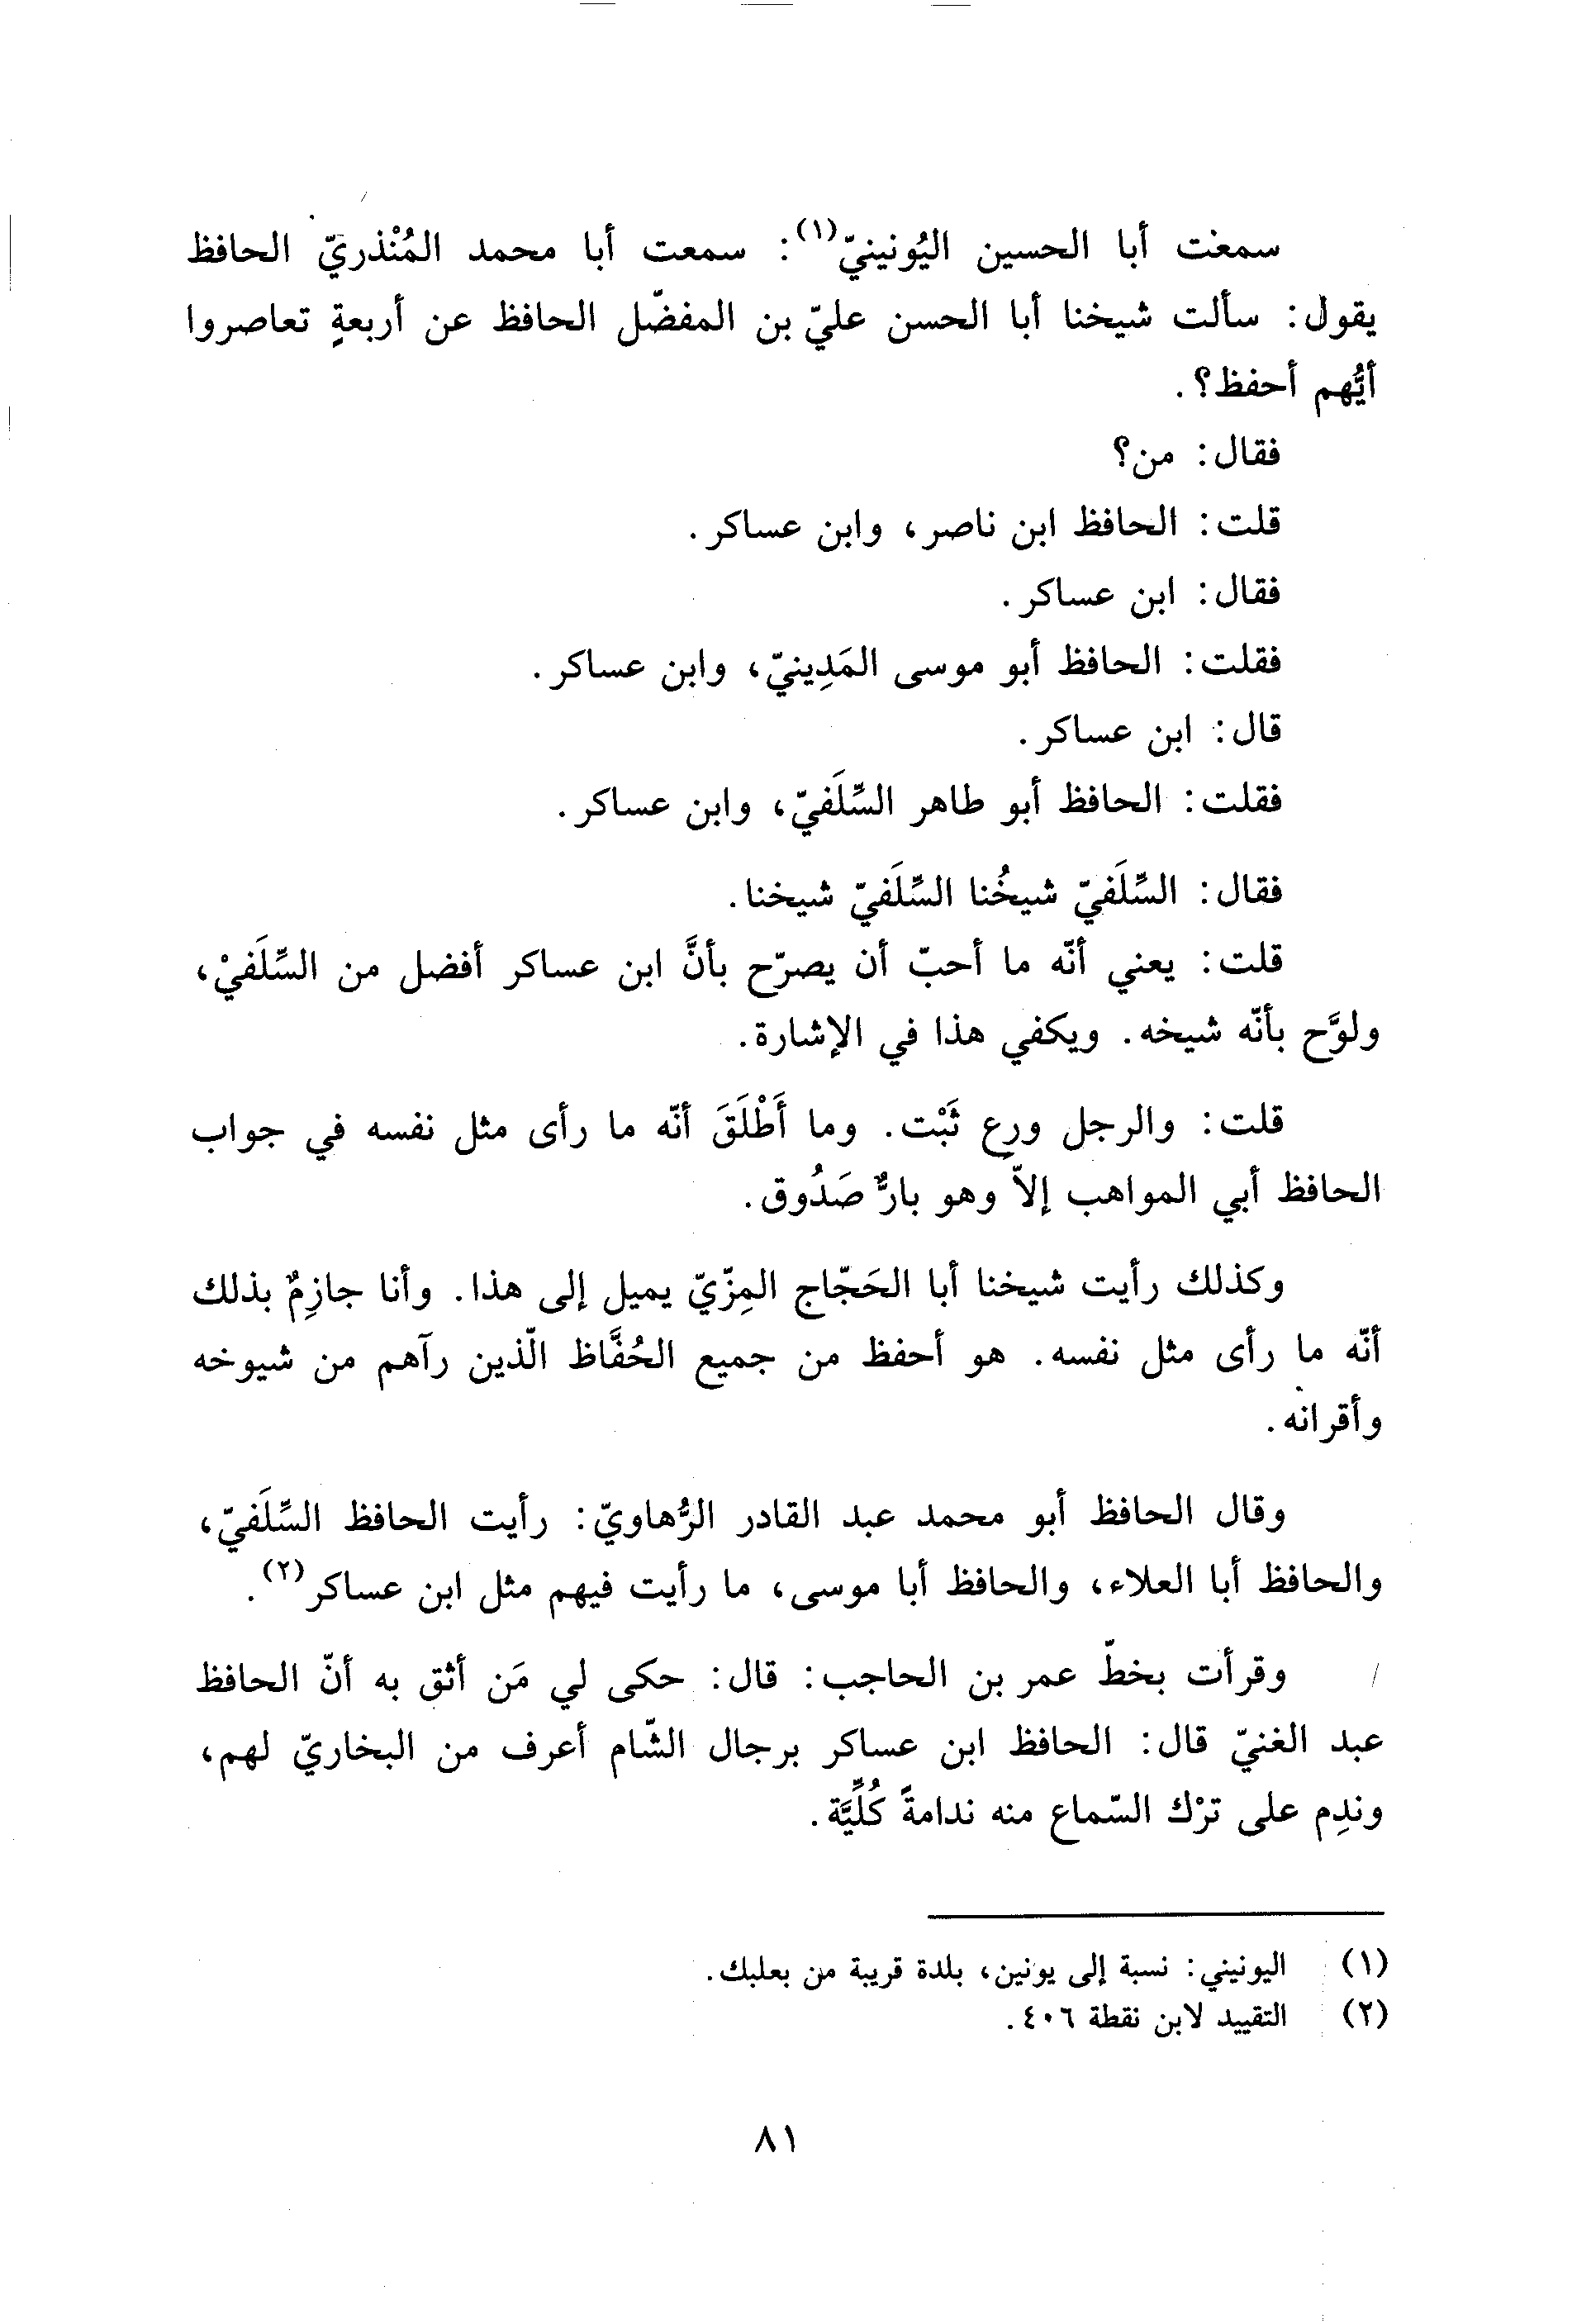 سمعت أبا الحسين اليُونينيّ(١): سمعت أبا محمد المُنْذريّ الحافظ
يقول: سألت شيخنا أبا الحسن عليّ بن المفضّل الحافظ عن أربعةٍ تعاصروا
أيُّهم أحفظ؟.
فقال: من؟
قلت: الحافظ ابن ناصر، وابن عساكر.
فقال: ابن عساكر.
فقلت: الحافظ أبو موسى المَدِينيّ، وابن عساكر.
قال: ابن عساكر.
فقلت: الحافظ أبو طاهر السِّلَفيّ، وابن عساكر.
فقال: السِّلَفيّ شيخُنا السِّلَفيّ شيخنا.
قلت: يعني أنّه ما أحبّ أن يصرّح بأنَّ ابن عساكر أفضل من السِّلَفيْ،
ولوَّح بأنّه شيخه. ويكفي هذا في الإشارة.
قلت: والرجل ورِع ثَبْت. وما أَطْلَقَ أنّه ما رأى مثل نفسه في جواب
الحافظ أبي المواهب إلاّ وهو بارٌّ صَدُوق.
وكذلك رأيت شيخنا أبا الحَجّاج المِزّيّ يميل إلى هذا. وأنا جازِمٌ بذلك
أنّه ما رأى مثل نفسه. هو أحفظ من جميع الحُفَّاظ الّذين رآهم من شيوخه
وأقرانه.
وقال الحافظ أبو محمد عبد القادر الرُّهاويّ: رأيت الحافظ السِّلَفيّ،
والحافظ أبا العلاء، والحافظ أبا موسى، ما رأيت فيهم مثل ابن عساكر(٢).
وقرأت بخطّ عمر بن الحاجب: قال: حكى لي مَن أثق به أنّ الحافظ
عبد الغنيّ قال: الحافظ ابن عساكر برجال الشّام أعرف من البخاريّ لهم،
وندِم على ترْك السّماع منه ندامةً كُلِّيَّة.
(١) اليونيني: نسبة إلى يونين، بلدة قريبة من بعلبك.
(٢) التقييد لابن نقطة ٤٠٦.
٨١